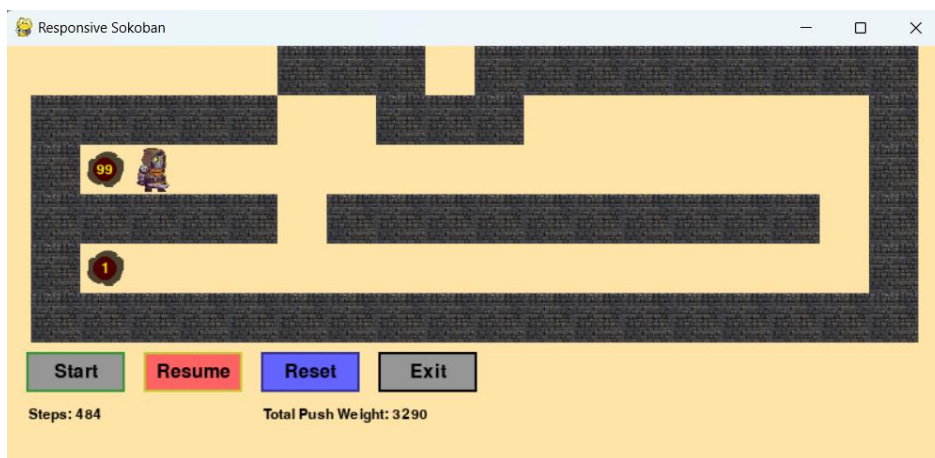 Responsive Sokoban
99
1
Start Resume Reset Exit
Steps: 484 Total Push Weight: 3290